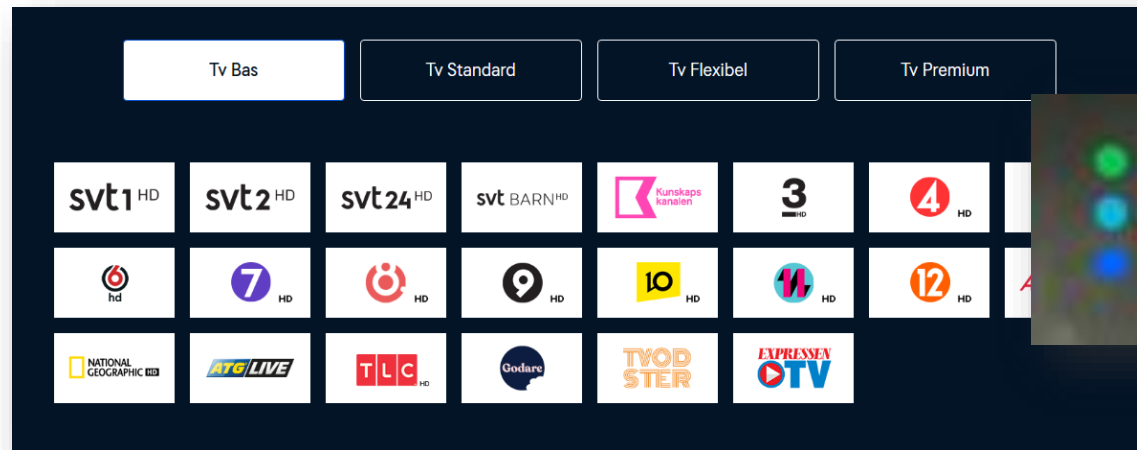 Tv Bas Tv Standard Tv Flexibel Tv Premium
svt1 HD svt2 HD svt24 HD svt BARN HD Kunskaps kanalen 3 HD 4 HD
6 hd 7 HD 8 HD 9 HD 10 HD 11 HD 12 HD A
NATIONAL GEOGRAPHIC HD ATG LIVE TLC HD Godare TVOD STER EXPRESSEN TV